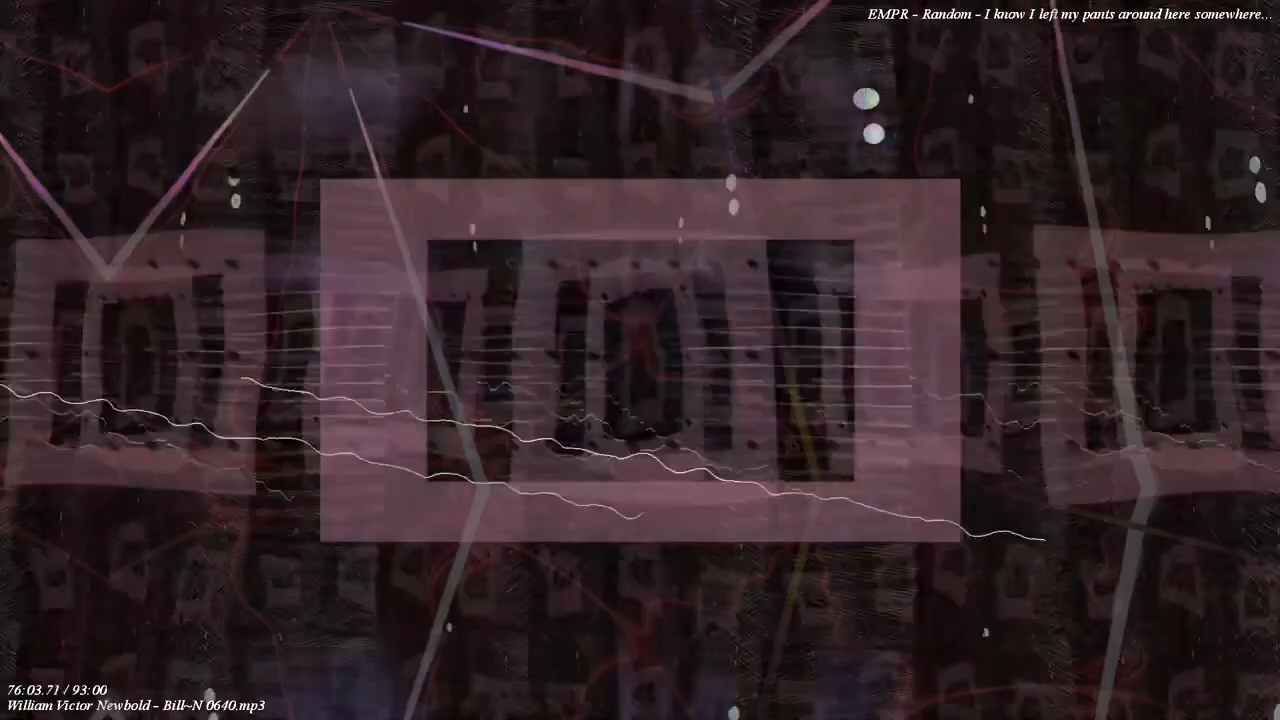 EMPR - Random - I know I left my pants around here somewhere...
76:03.71 / 93:00
William Victor Newbold - Bill~N 0640.mp3